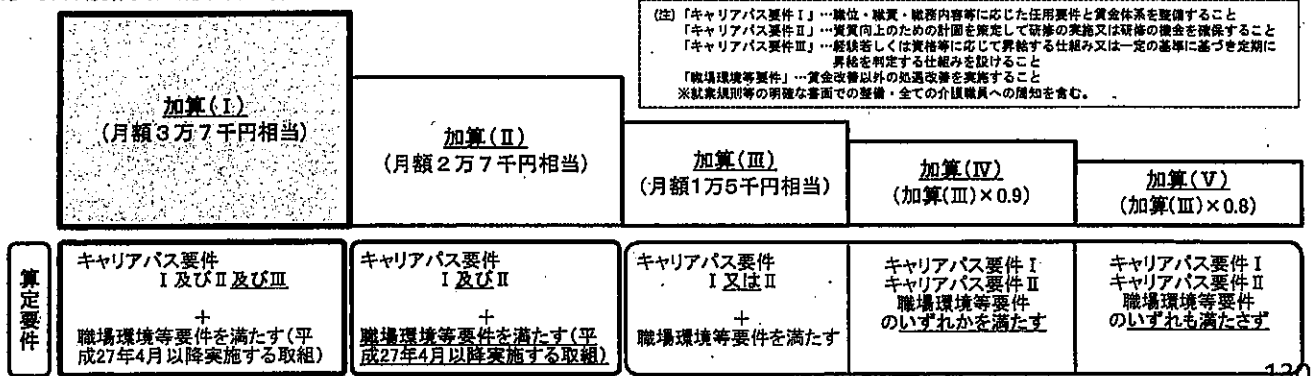 (注)「キャリアパス要件Ⅰ」…職位・職責・職務内容等に応じた任用要件と賃金体系を整備すること
「キャリアパス要件Ⅱ」…資質向上のための計画を策定して研修の実施又は研修の機会を確保すること
「キャリアパス要件Ⅲ」…経験若しくは資格等に応じて昇給する仕組み又は一定の基準に基づき定期に
昇給を判定する仕組みを設けること
「職場環境等要件」…賃金改善以外の処遇改善を実施すること
※就業規則等の明確な書面での整備・全ての介護職員への周知を含む。
加算(Ⅰ)
(月額3万7千円相当)
加算(Ⅱ)
(月額2万7千円相当)
加算(Ⅲ)
(月額1万5千円相当)
加算(Ⅳ)
(加算(Ⅲ)×0.9)
加算(Ⅴ)
(加算(Ⅲ)×0.8)
算定要件
キャリアパス要件
Ⅰ及びⅡ及びⅢ
+
職場環境等要件を満たす(平
成27年4月以降実施する取組)
キャリアパス要件
Ⅰ及びⅡ
+
職場環境等要件を満たす(平
成27年4月以降実施する取組)
キャリアパス要件
Ⅰ又はⅡ
+
職場環境等要件を満たす
キャリアパス要件Ⅰ
キャリアパス要件Ⅱ
職場環境等要件
のいずれかを満たす
キャリアパス要件Ⅰ
キャリアパス要件Ⅱ
職場環境等要件
のいずれも満たさず